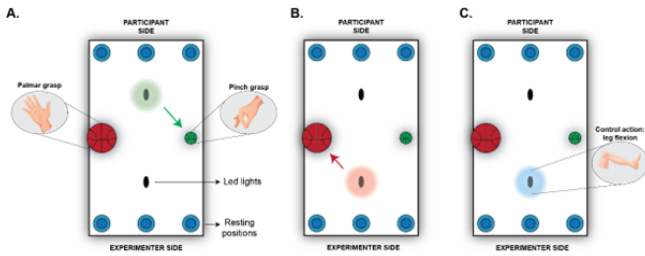 A.
PARTICIPANT
SIDE
Palmar grasp
Pinch grasp
Led lights
Resting
positions
EXPERIMENTER SIDE
B.
PARTICIPANT
SIDE
EXPERIMENTER SIDE
C.
PARTICIPANT
SIDE
Control action:
leg flexion
EXPERIMENTER SIDE